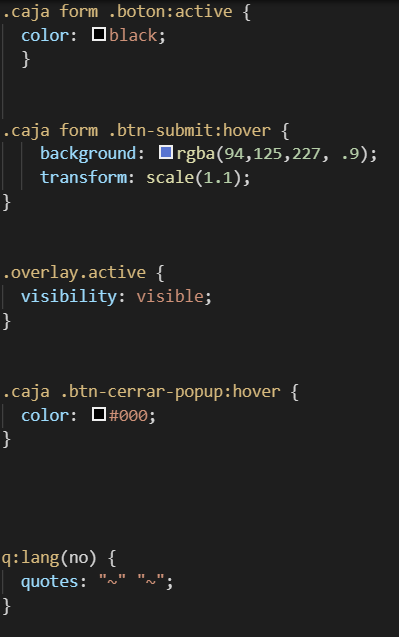 .caja form .boton:active {
color: black;
}
.caja form .btn-submit:hover {
background: rgba(94,125,227, .9);
transform: scale(1.1);
}
.overlay.active {
visibility: visible;
}
.caja .btn-cerrar-popup:hover {
color: #000;
}
q:lang(no) {
quotes: "~" "~";
}